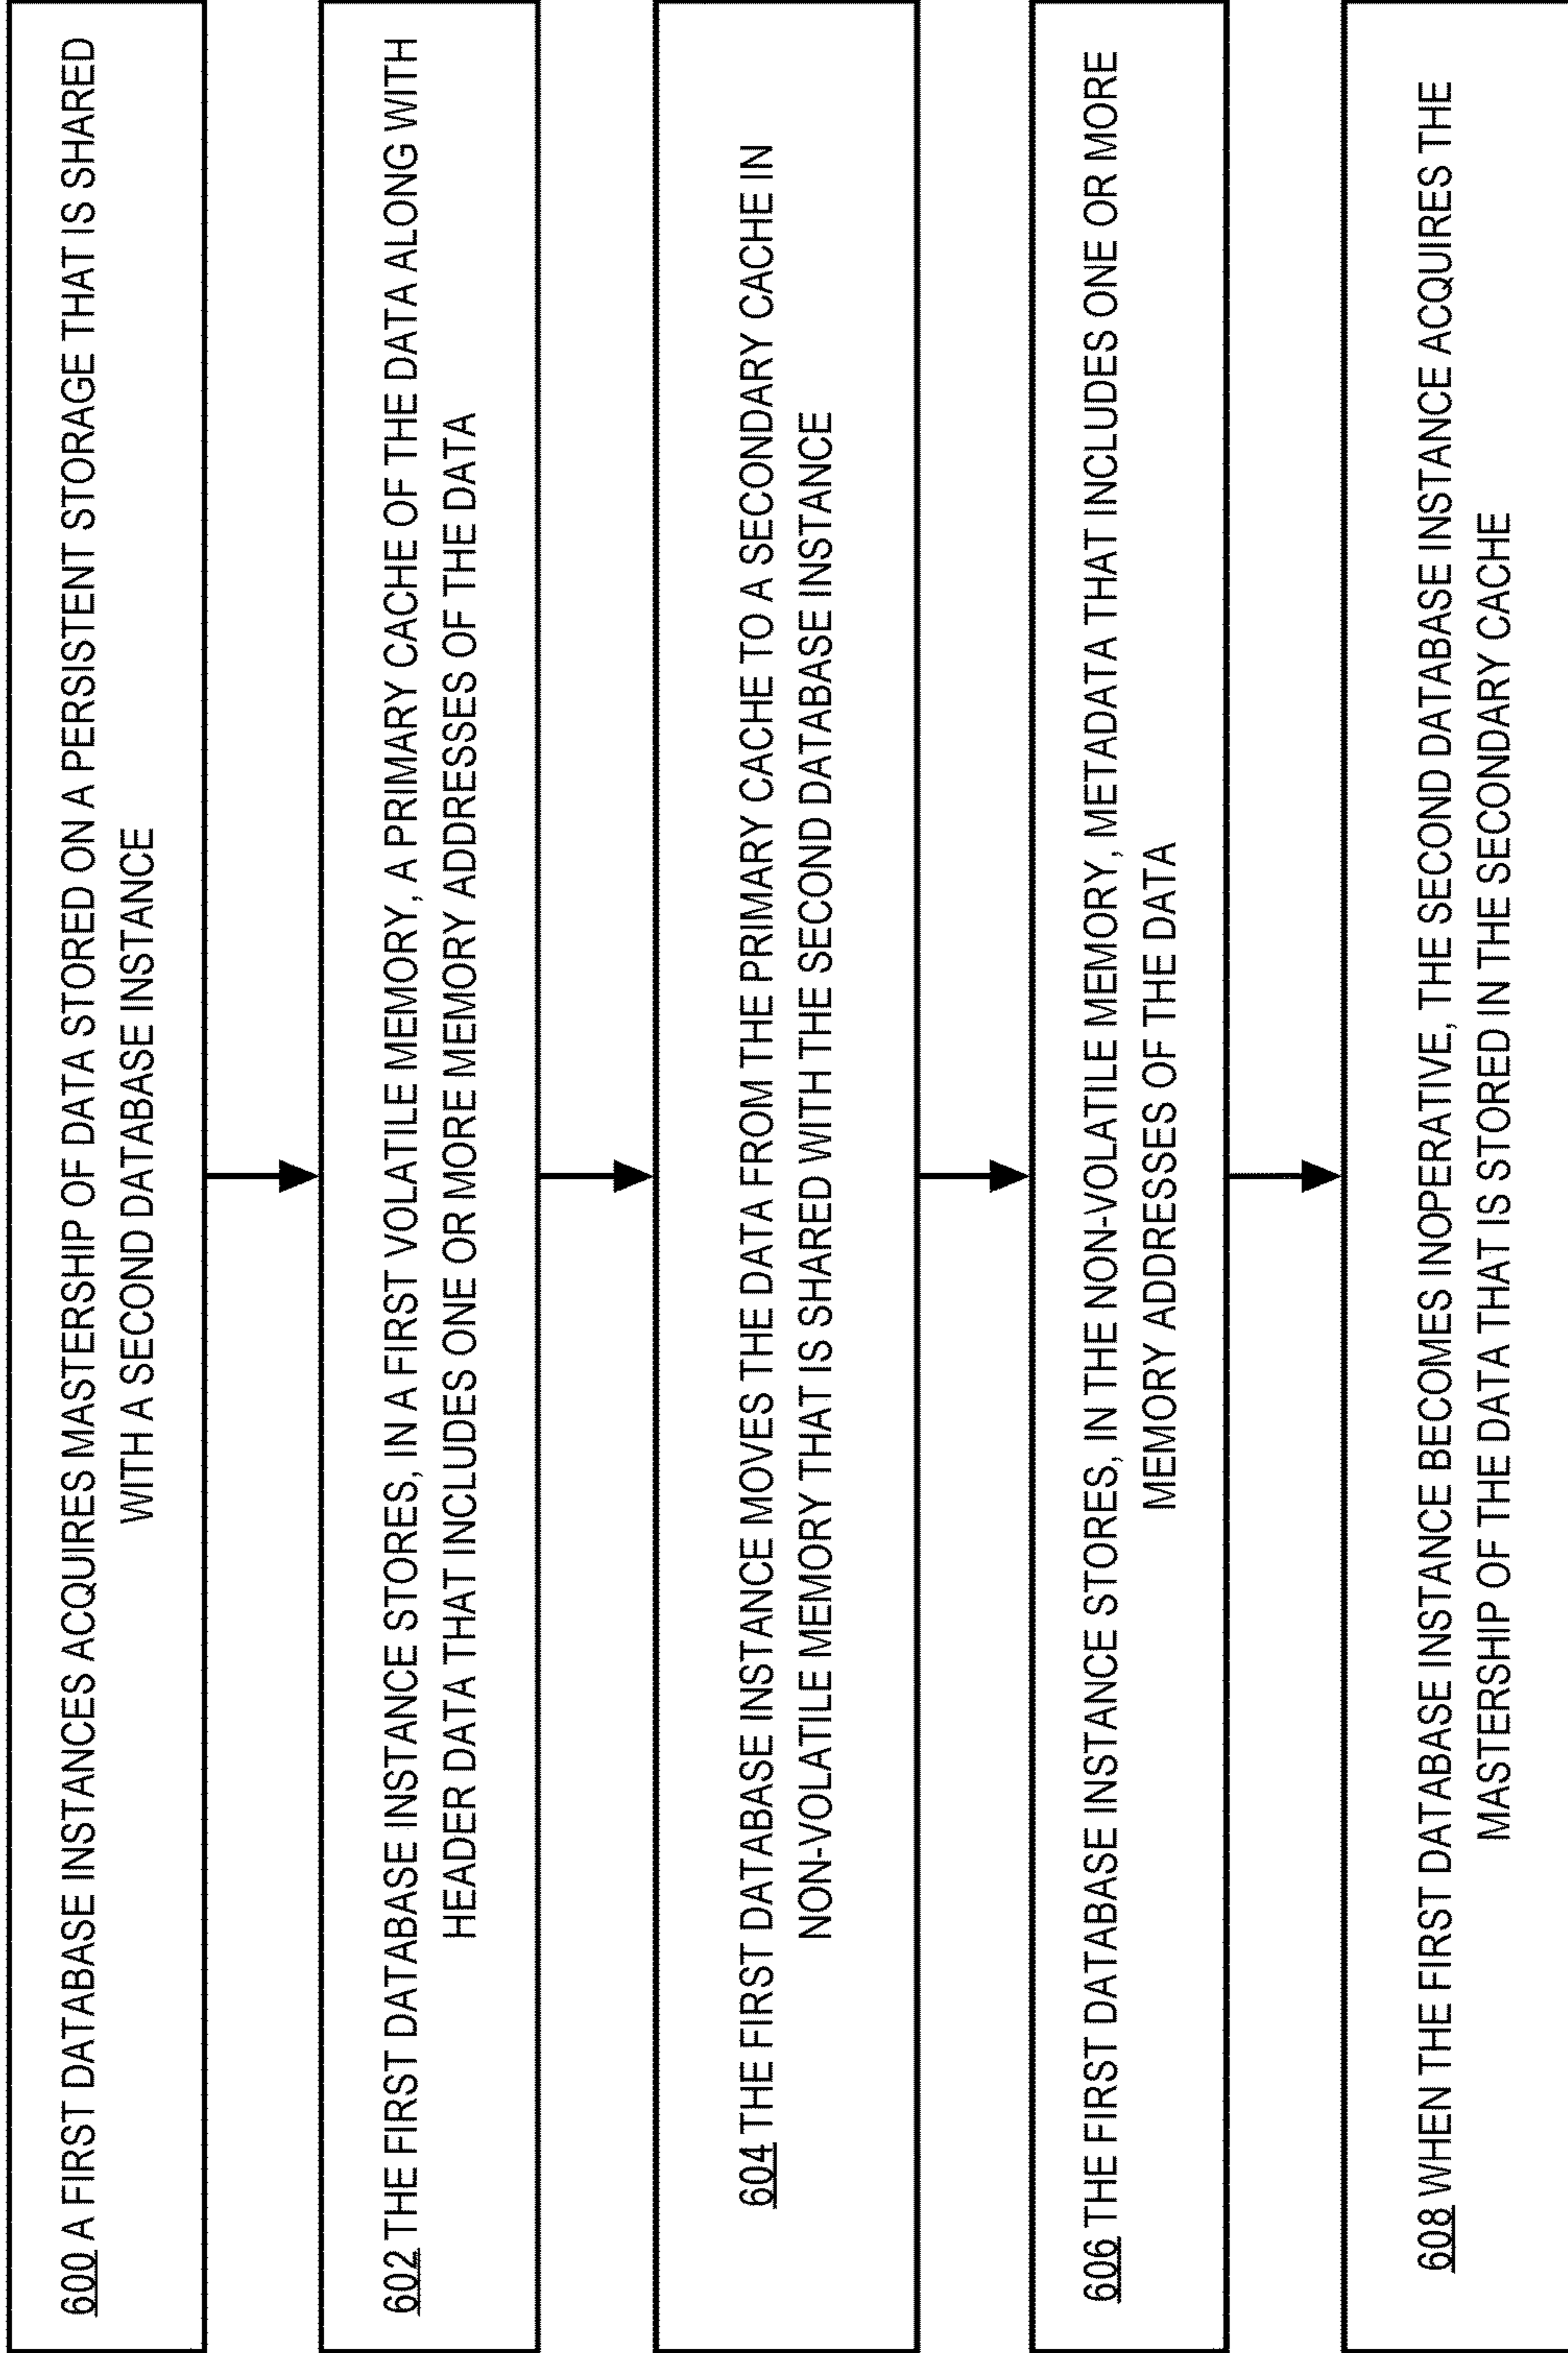 600 A FIRST DATABASE INSTANCES ACQUIRES MASTERSHIP OF DATA STORED ON A PERSISTENT STORAGE THAT IS SHARED
WITH A SECOND DATABASE INSTANCE
602 THE FIRST DATABASE INSTANCE STORES, IN A FIRST VOLATILE MEMORY, A PRIMARY CACHE OF THE DATA ALONG WITH
HEADER DATA THAT INCLUDES ONE OR MORE MEMORY ADDRESSES OF THE DATA
604 THE FIRST DATABASE INSTANCE MOVES THE DATA FROM THE PRIMARY CACHE TO A SECONDARY CACHE IN
NON-VOLATILE MEMORY THAT IS SHARED WITH THE SECOND DATABASE INSTANCE
606 THE FIRST DATABASE INSTANCE STORES, IN THE NON-VOLATILE MEMORY, METADATA THAT INCLUDES ONE OR MORE
MEMORY ADDRESSES OF THE DATA
608 WHEN THE FIRST DATABASE INSTANCE BECOMES INOPERATIVE, THE SECOND DATABASE INSTANCE ACQUIRES THE
MASTERSHIP OF THE DATA THAT IS STORED IN THE SECONDARY CACHE